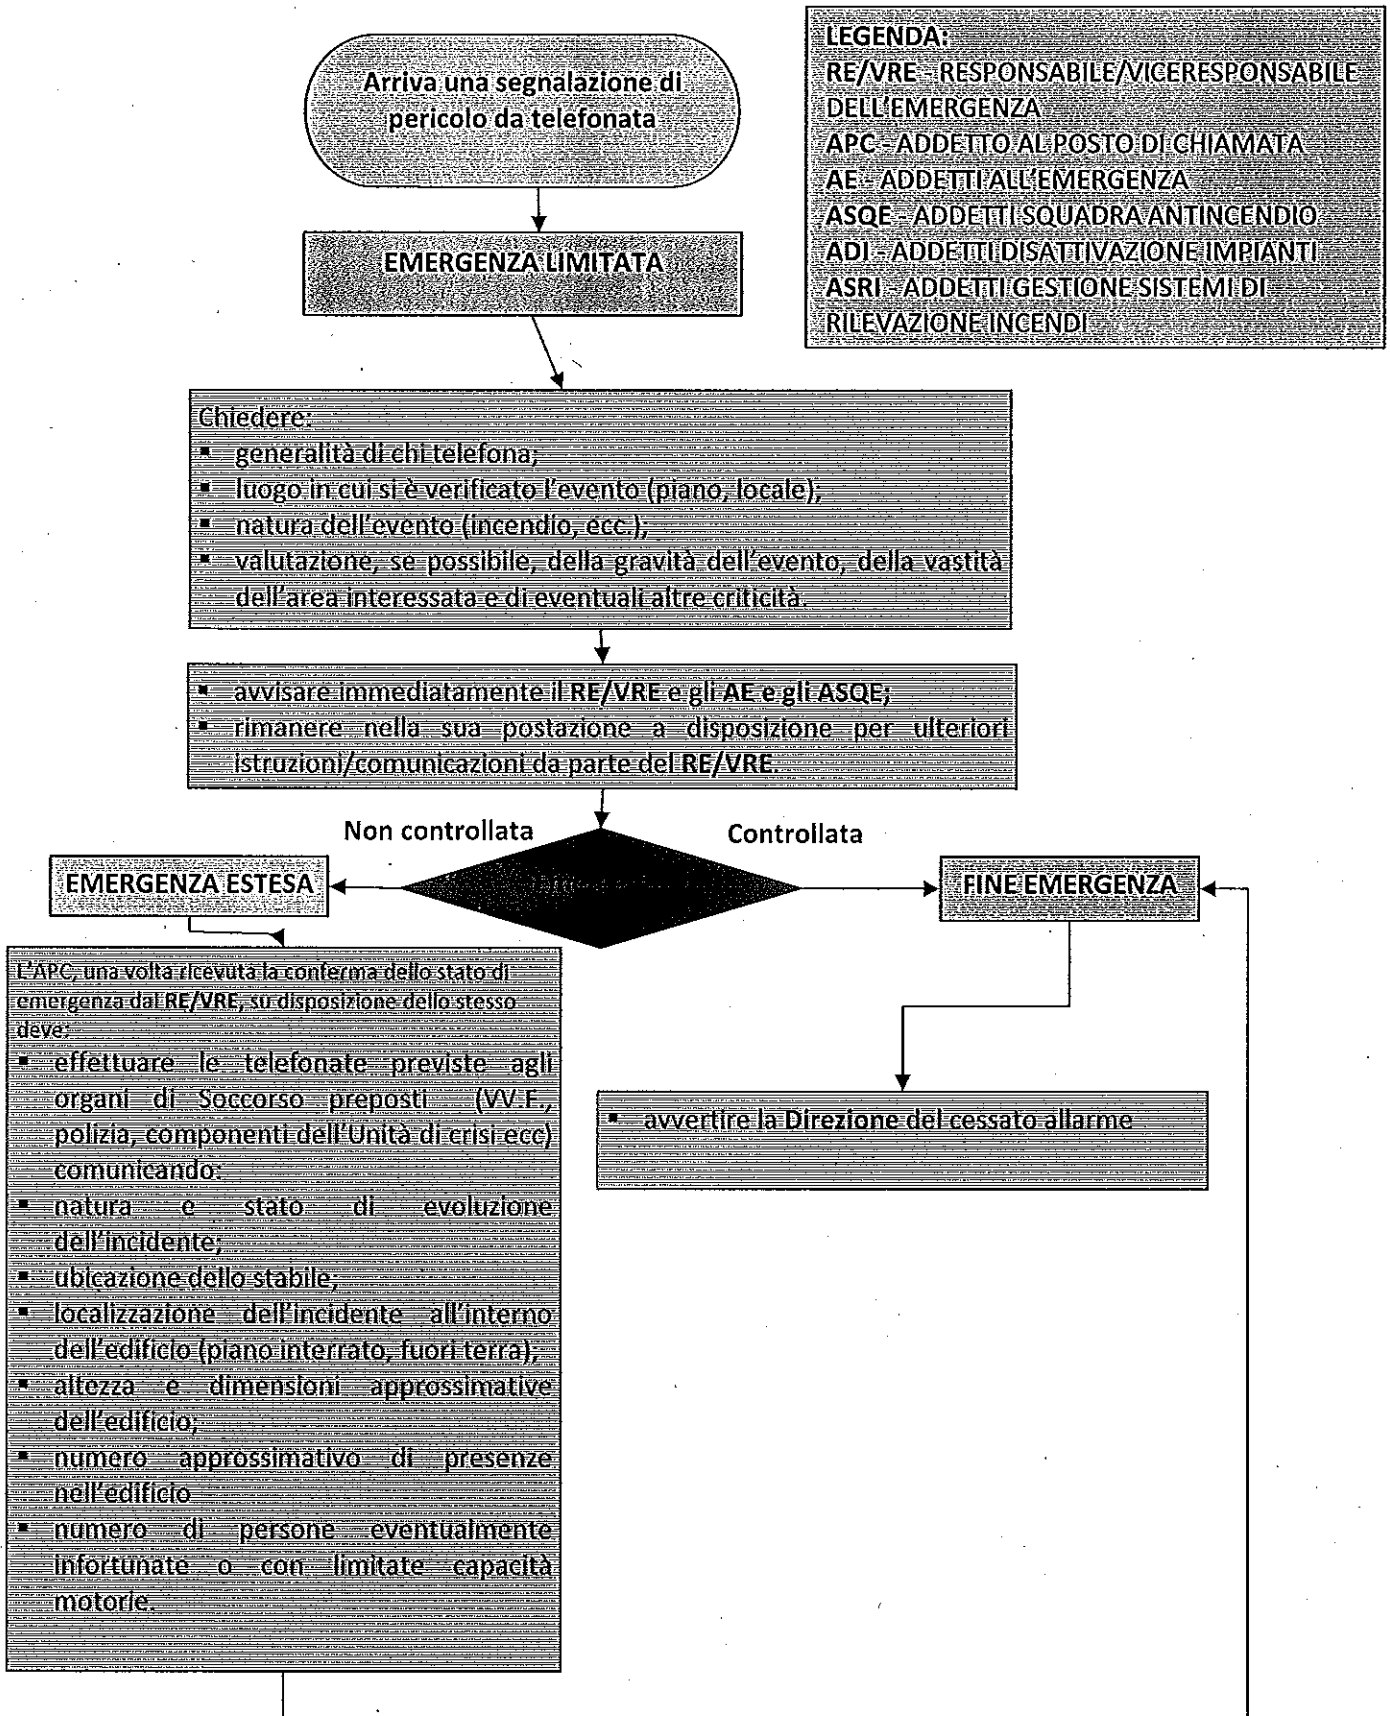 Arriva una segnalazione di
pericolo da telefonata
LEGENDA:
RE/VRE - RESPONSABILE/VICERESPONSABILE
DELL'EMERGENZA
APC - ADDETTO AL POSTO DI CHIAMATA
AE - ADDETTI ALL'EMERGENZA
ASQE - ADDETTI SQUADRA ANTINCENDIO
ADI - ADDETTI DISATTIVAZIONE IMPIANTI
ASRI - ADDETTI GESTIONE SISTEMI DI
RILEVAZIONE INCENDI
EMERGENZA LIMITATA
Chiedere:
▪ generalità di chi telefona;
▪ luogo in cui si è verificato l'evento (piano, locale);
▪ natura dell'evento (incendio, ecc.);
▪ valutazione, se possibile, della gravità dell'evento, della vastità
dell'area interessata e di eventuali altre criticità.
▪ avvisare immediatamente il RE/VRE e gli AE e gli ASQE;
▪ rimanere nella sua postazione a disposizione per ulteriori
istruzioni/comunicazioni da parte del RE/VRE.
Non controllata
Controllata
EMERGENZA ESTESA
FINE EMERGENZA
L'APC, una volta ricevuta la conferma dello stato di
emergenza dal RE/VRE, su disposizione dello stesso
deve:
▪ effettuare le telefonate previste agli
organi di Soccorso preposti (VV.F.,
polizia, componenti dell'Unità di crisi ecc)
comunicando:
▪ natura e stato di evoluzione
dell'incidente;
▪ ubicazione dello stabile,
▪ localizzazione dell'incidente all'interno
dell'edificio (piano interrato, fuori terra);
▪ altezza e dimensioni approssimative
dell'edificio;
▪ numero approssimativo di presenze
nell'edificio
▪ numero di persone eventualmente
infortunate o con limitate capacità
motorie.
▪ avvertire la Direzione del cessato allarme